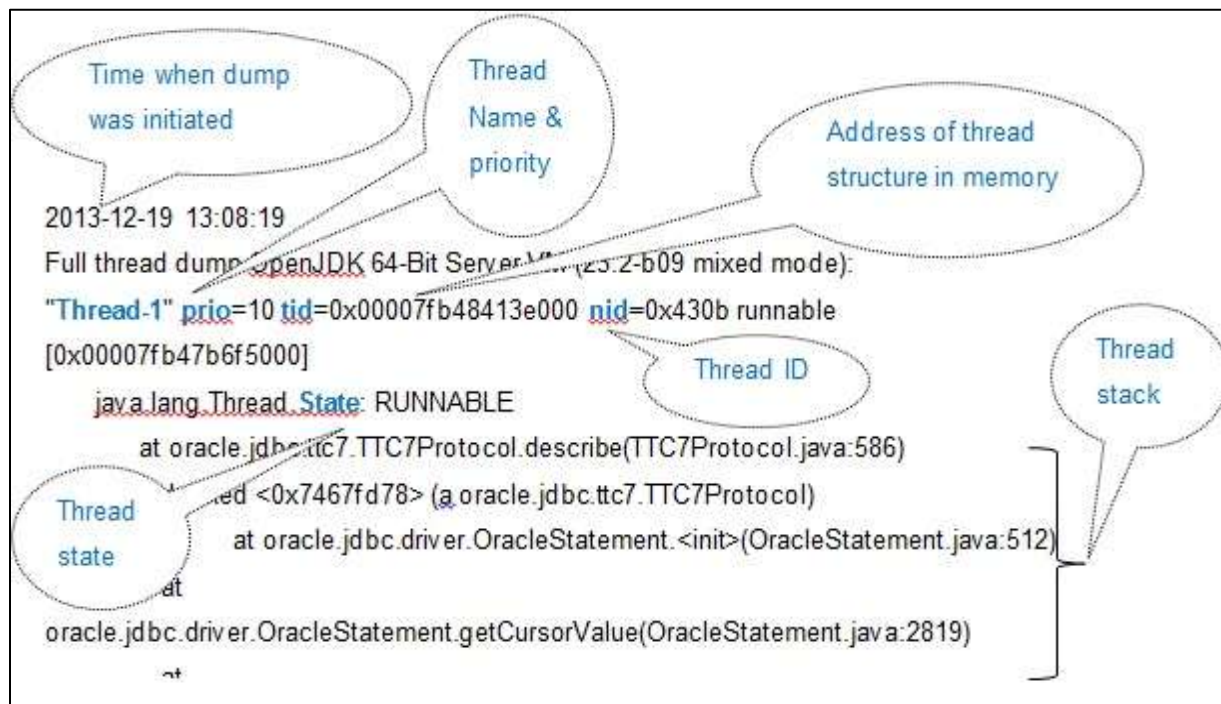 Time when dump
was initiated
Thread
Name &
priority
Address of thread
structure in memory
2013-12-19 13:08:19
Full thread dump OpenJDK 64-Bit Server VM (23.2-b09 mixed mode):
"Thread-1" prio=10 tid=0x00007fb48413e000 nid=0x430b runnable
[0x00007fb47b6f5000]
Thread ID
Thread
stack
java.lang.Thread.State: RUNNABLE
at oracle.jdbc.ttc7.TTC7Protocol.describe(TTC7Protocol.java:586)
<0x7467fd78> (a oracle.jdbc.ttc7.TTC7Protocol)
Thread
state
at oracle.jdbc.driver.OracleStatement.<init>(OracleStatement.java:512)
at
oracle.jdbc.driver.OracleStatement.getCursorValue(OracleStatement.java:2819)
at